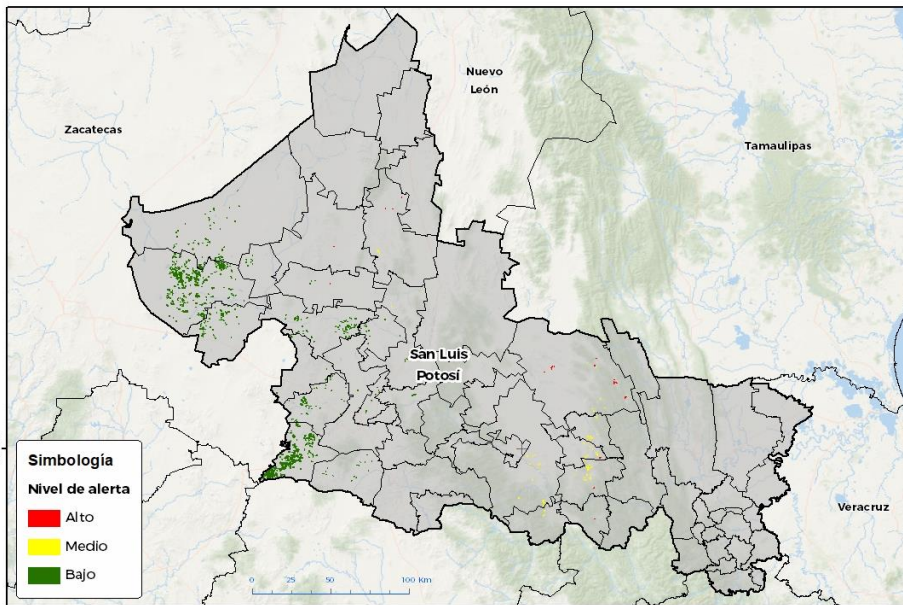 Nuevo
León
Zacatecas
Tamaulipas
San Luis
Potosí
Simbología
Nivel de alerta
Alto
Medio
Bajo
Veracruz
0 25 50 100 Km